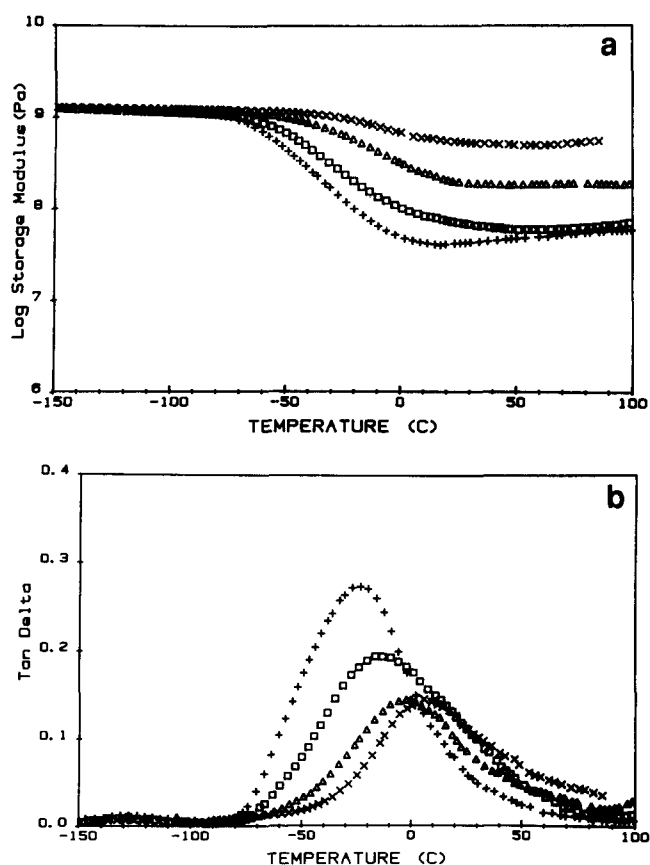 a
10
9
8
7
6
Log Storage Modulus (Pa)
-150 -100 -50 0 50 100
TEMPERATURE (C)
b
0.4
0.3
0.2
0.1
0.0
Tan Delta
-150 -100 -50 0 50 100
TEMPERATURE (C)